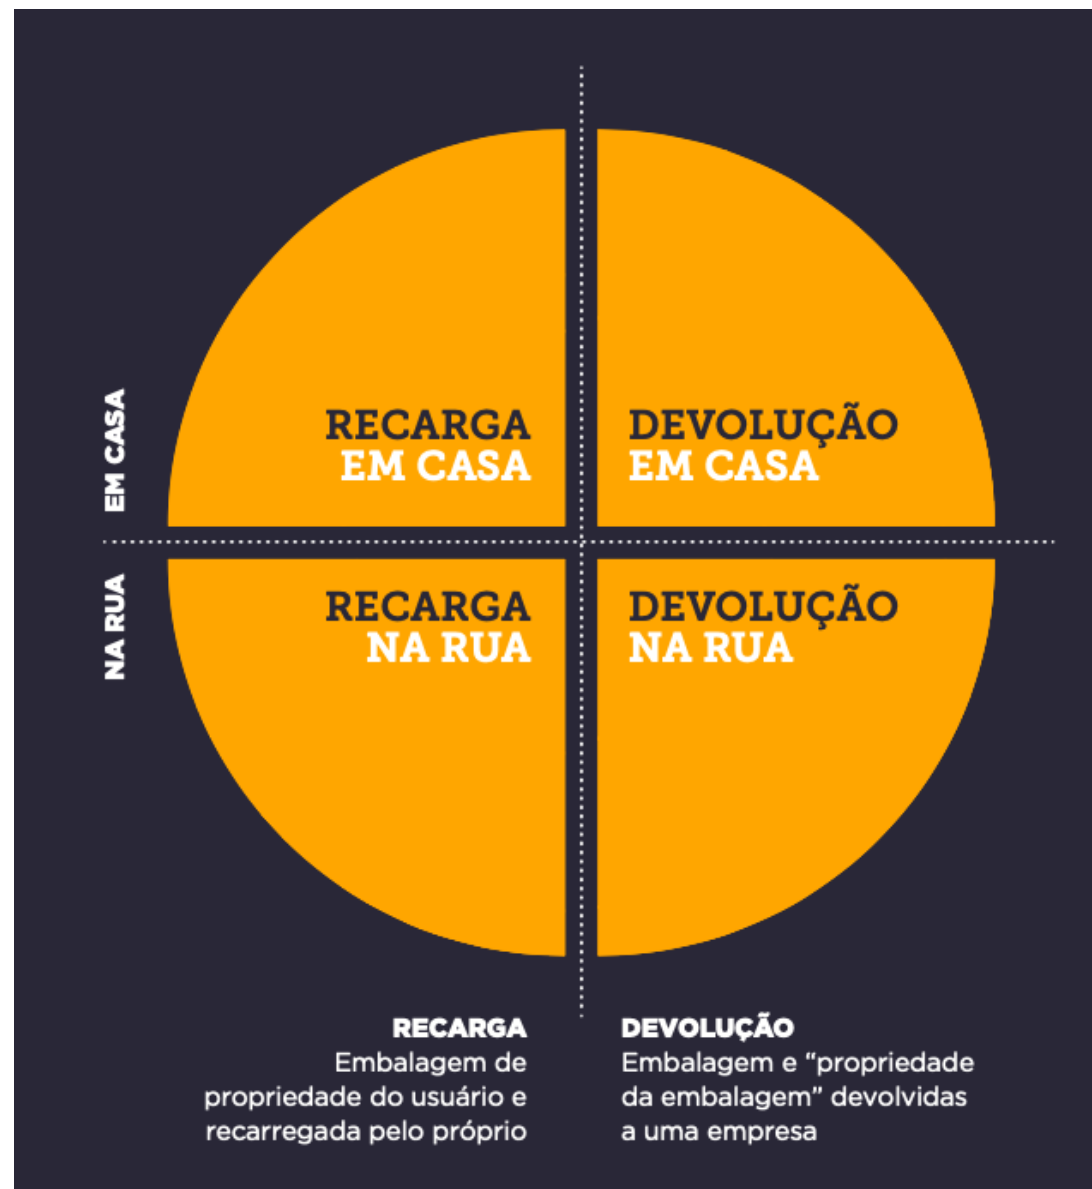 EM CASA
RECARGA
EM CASA
DEVOLUÇÃO
EM CASA
NA RUA
RECARGA
NA RUA
DEVOLUÇÃO
NA RUA
RECARGA
Embalagem de
propriedade do usuário e
recarregada pelo próprio
DEVOLUÇÃO
Embalagem e “propriedade
da embalagem” devolvidas
a uma empresa